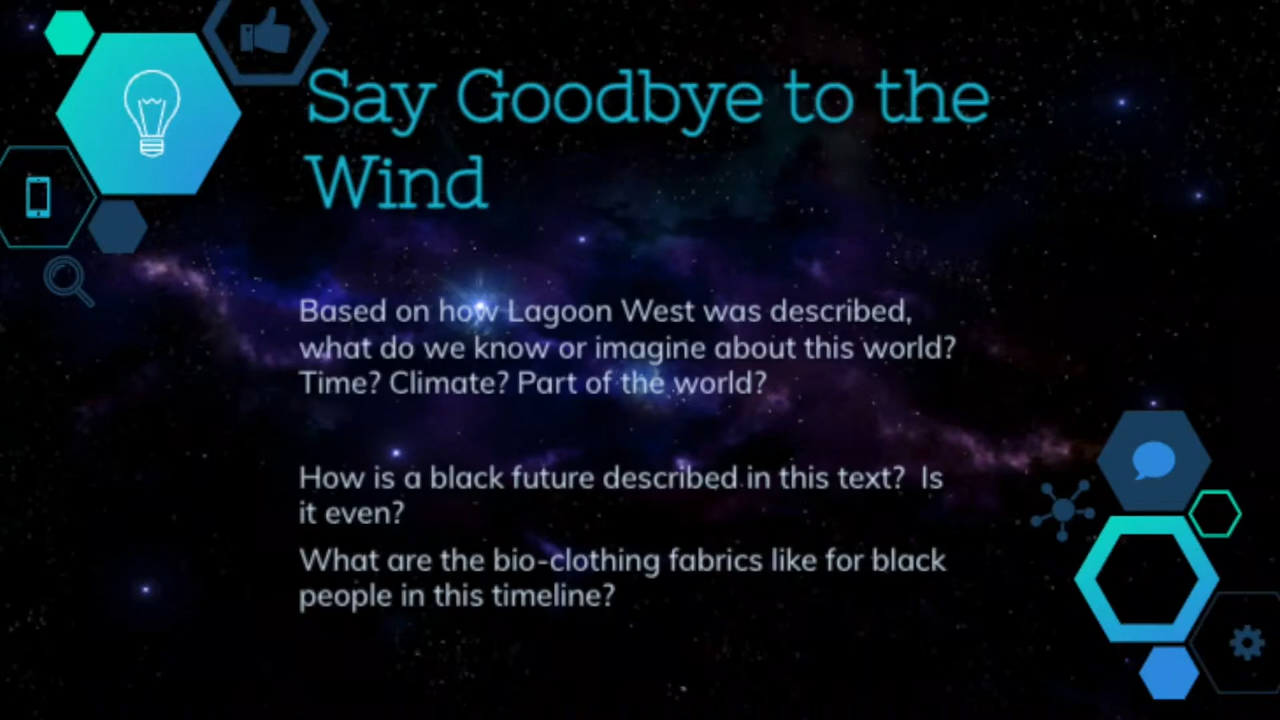 Say Goodbye to the
Wind
Based on how Lagoon West was described,
what do we know or imagine about this world?
Time? Climate? Part of the world?
How is a black future described in this text?  Is
it even?
What are the bio-clothing fabrics like for black
people in this timeline?